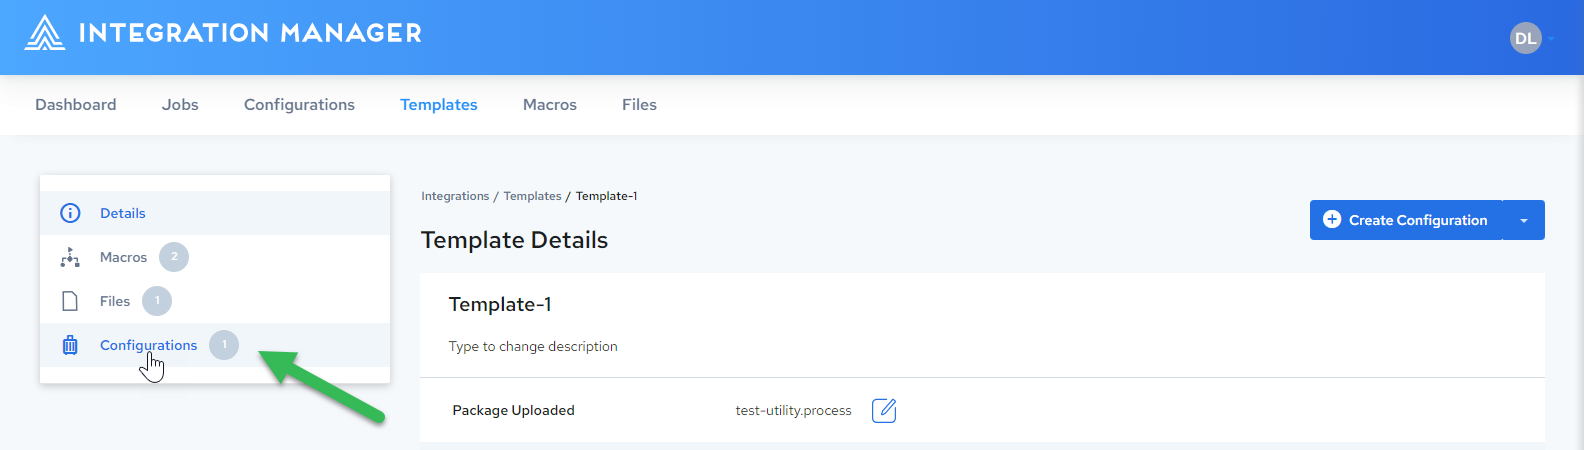 INTEGRATION MANAGER
DL
Dashboard Jobs Configurations Templates Macros Files
Details
Macros 2
Files 1
Configurations 1
Integrations / Templates / Template-1
Template Details
Create Configuration
Template-1
Type to change description
Package Uploaded test-utility.process